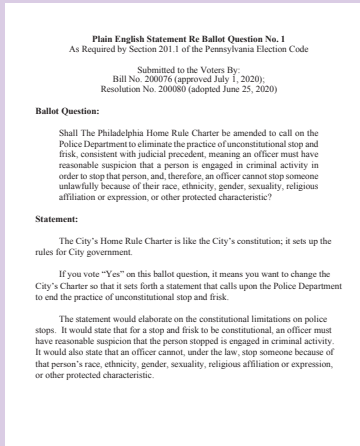 Plain English Statement Re Ballot Question No. 1
As Required by Section 201.1 of the Pennsylvania Election Code
Submitted to the Voters By:
Bill No. 200076 (approved July 1, 2020);
Resolution No. 200080 (adopted June 25, 2020)
Ballot Question:
Shall The Philadelphia Home Rule Charter be amended to call on the
Police Department to eliminate the practice of unconstitutional stop and
frisk, consistent with judicial precedent, meaning an officer must have
reasonable suspicion that a person is engaged in criminal activity in
order to stop that person, and, therefore, an officer cannot stop someone
unlawfully because of their race, ethnicity, gender, sexuality, religious
affiliation or expression, or other protected characteristic?
Statement:
The City's Home Rule Charter is like the City's constitution; it sets up the
rules for City government.
If you vote “Yes” on this ballot question, it means you want to change the
City's Charter so that it sets forth a statement that calls upon the Police Department
to end the practice of unconstitutional stop and frisk.
The statement would elaborate on the constitutional limitations on police
stops. It would state that for a stop and frisk to be constitutional, an officer must
have reasonable suspicion that the person stopped is engaged in criminal activity.
It would also state that an officer cannot, under the law, stop someone because of
that person's race, ethnicity, gender, sexuality, religious affiliation or expression,
or other protected characteristic.